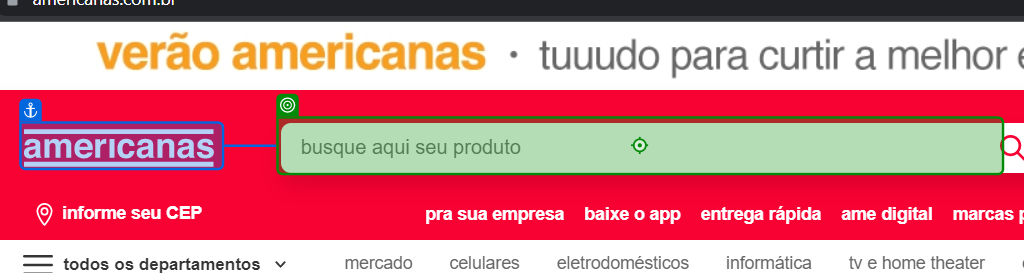 americanas.com.br
verão americanas · tuuudo para curtir a melhor
americanas
busque aqui seu produto
informe seu CEP
pra sua empresa baixe o app entrega rápida ame digital marcas
todos os departamentos mercado celulares eletrodomésticos informática tv e home theater